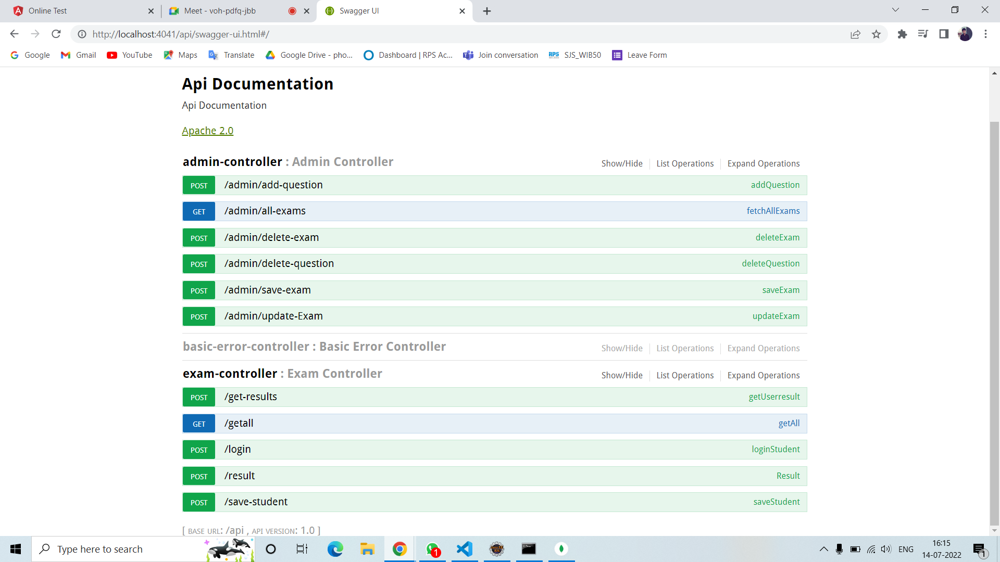 Online Test
Meet - voh-pdfq-jbb
Swagger UI
http://localhost:4041/api/swagger-ui.html#/
Google
Gmail
YouTube
Maps
Translate
Google Drive - pho...
Dashboard | RPS Ac...
Join conversation
RPS SJS_WIB50
Leave Form
Api Documentation
Api Documentation
Apache 2.0
admin-controller : Admin Controller Show/Hide List Operations Expand Operations
POST /admin/add-question addQuestion
GET /admin/all-exams fetchAllExams
POST /admin/delete-exam deleteExam
POST /admin/delete-question deleteQuestion
POST /admin/save-exam saveExam
POST /admin/update-Exam updateExam
basic-error-controller : Basic Error Controller Show/Hide List Operations Expand Operations
exam-controller : Exam Controller Show/Hide List Operations Expand Operations
POST /get-results getUserresult
GET /getall getAll
POST /login loginStudent
POST /result Result
POST /save-student saveStudent
[ BASE URL: /api , API VERSION: 1.0 ]
Type here to search
1
ENG
16:15
14-07-2022
1